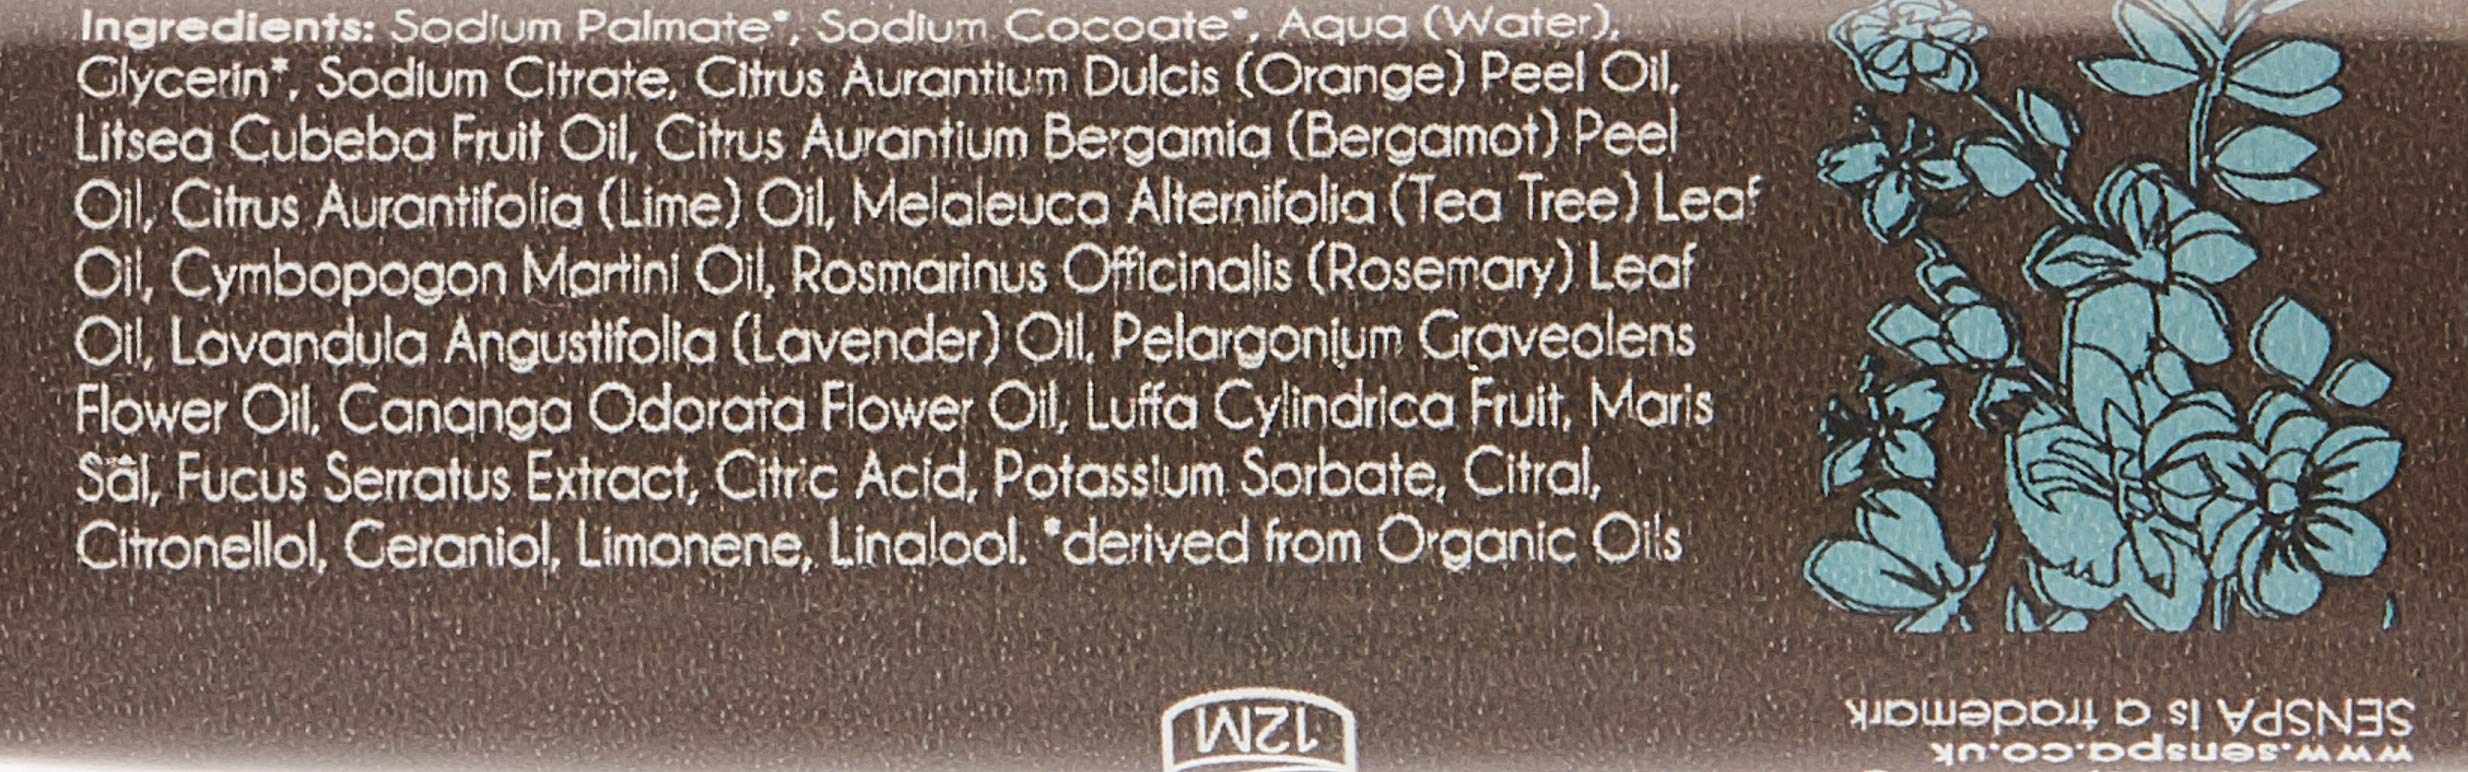 Ingredients: Sodium Palmate*, Sodium Cocoate*, Aqua (Water),
Glycerin*, Sodium Citrate, Citrus Aurantium Dulcis (Orange) Peel Oil,
Litsea Cubeba Fruit Oil, Citrus Aurantium Bergamia (Bergamot) Peel
Oil, Citrus Aurantifolia (Lime) Oil, Melaleuca Alternifolia (Tea Tree) Leaf
Oil, Cymbopogon Martini Oil, Rosmarinus Officinalis (Rosemary) Leaf
Oil, Lavandula Angustifolia (Lavender) Oil, Pelargonium Graveolens
Flower Oil, Cananga Odorata Flower Oil, Luffa Cylindrica Fruit, Maris
Sal, Fucus Serratus Extract, Citric Acid, Potassium Sorbate, Citral,
Citronellol, Geraniol, Limonene, Linalool. *derived from Organic Oils
12M
www.senspa.co.uk
SENSPA is a trademark